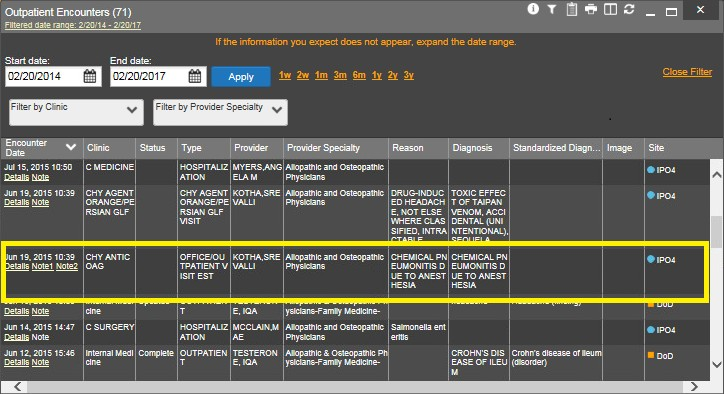 Outpatient Encounters (71)
Filtered date range: 2/20/14 - 2/20/17
If the information you expect does not appear, expand the date range.
Start date: End date:
02/20/2014 02/20/2017 Apply 1w 2w 1m 3m 6m 1y 2y 3y Close Filter
Filter by Clinic Filter by Provider Specialty
Encounter Date Clinic Status Type Provider Provider Specialty Reason Diagnosis Standardized Diagn... Image Site
Jul 15, 2015 10:50 C MEDICINE HOSPITALIZ MYERS,ANG Allopathic and Osteopathic IPO4
Details Note ATION ELA M Physicians
Jun 19, 2015 10:39 CHY AGENT CHY AGENT KOTHA,SRE Allopathic and Osteopathic DRUG-INDUC TOXIC EFFEC IPO4
Details Note ORANGE/PE ORANGE/PE VALLI Physicians ED HEADACH T OF TAIPAN
RSIAN GLF RSIAN GLF E, NOT ELSE VENOM, ACCI
VISIT WHERE CLAS DENTAL (UNI
SIFIED, INTRA NTENTIONAL),
CTABLE SEQUELA
Jun 19, 2015 10:39 CHY ANTIC OFFICE/OU KOTHA,SRE Allopathic and Osteopathic CHEMICAL PN CHEMICAL PN IPO4
Details Note1 Note2 OAG TPATIENT V VALLI Physicians EUMONITIS D EUMONITIS D
ISIT EST UE TO ANEST UE TO ANEST
HESIA HESIA
DoD
Details Note cine T E, IQA ysicians-Family Medicine-
Jun 14, 2015 14:47 C SURGERY HOSPITALIZ MCCLAIN,M Allopathic and Osteopathic Salmonella ent IPO4
Details Note ATION AE Physicians eritis
Jun 12, 2015 15:46 Internal Medi Complete OUTPATIEN TESTERON Allopathic & Osteopathic Ph CROHN'S DIS Crohn's disease of ileum DoD
Details Note cine T E, IQA ysicians-Family Medicine- EASE OF ILEU (disorder)
M